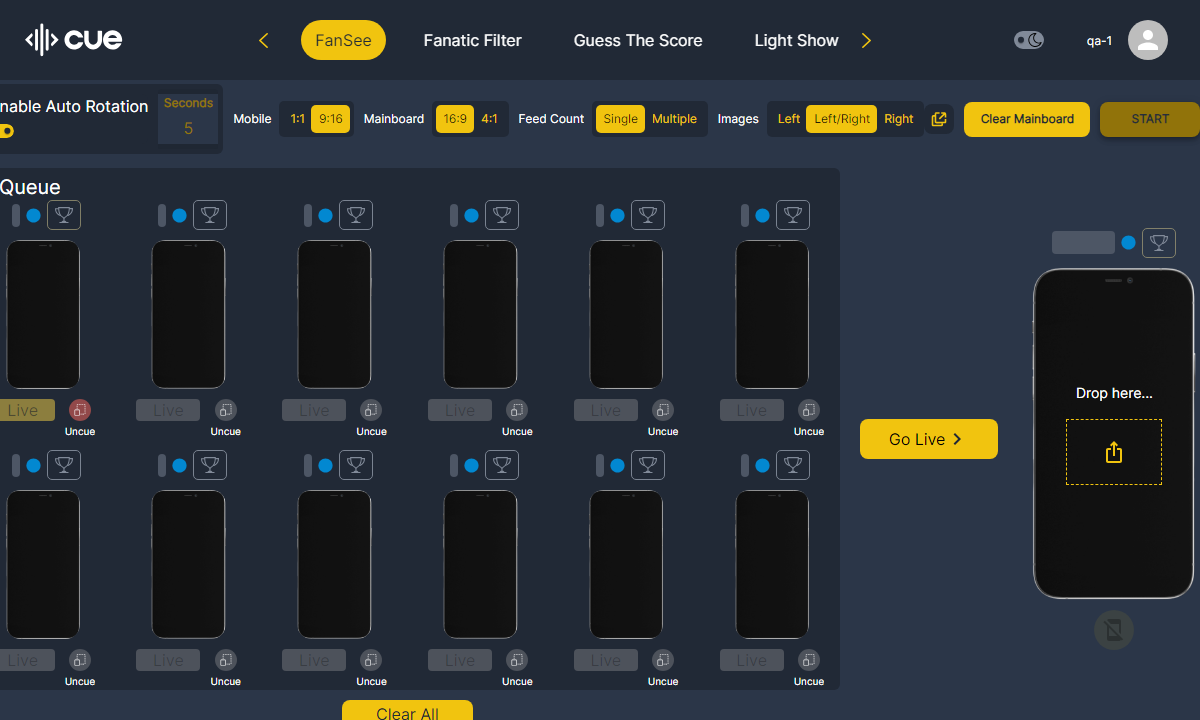 cue
FanSee
Fanatic Filter
Guess The Score
Light Show
qa-1
nable Auto Rotation
Seconds
5
Mobile
1:1
9:16
Mainboard
16:9
4:1
Feed Count
Single
Multiple
Images
Left
Left/Right
Right
Clear Mainboard
START
Queue
Live
Live
Live
Live
Live
Live
Uncue
Uncue
Uncue
Uncue
Uncue
Uncue
Drop here...
Go Live
Live
Live
Live
Live
Live
Live
Uncue
Uncue
Uncue
Uncue
Uncue
Uncue
Clear All